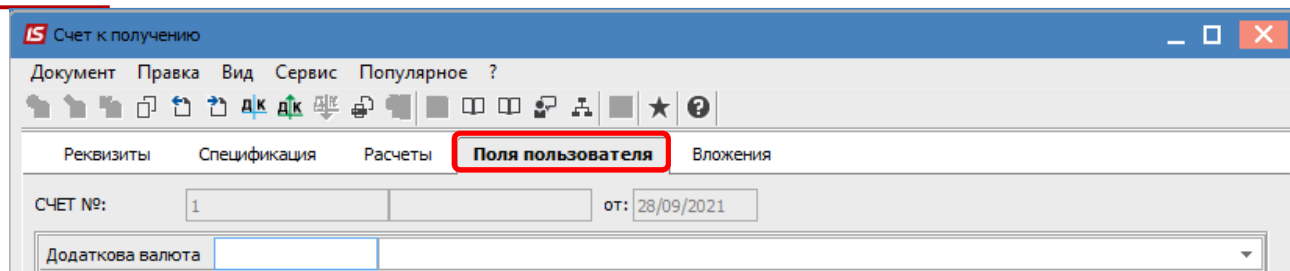 IS Счет к получению
Документ Правка Вид Сервис Популярное ?
Д|К Д|К Д|К
Реквизиты Спецификация Расчеты Поля пользователя Вложения
СЧЕТ №: 1 от: 28/09/2021
Додаткова валюта